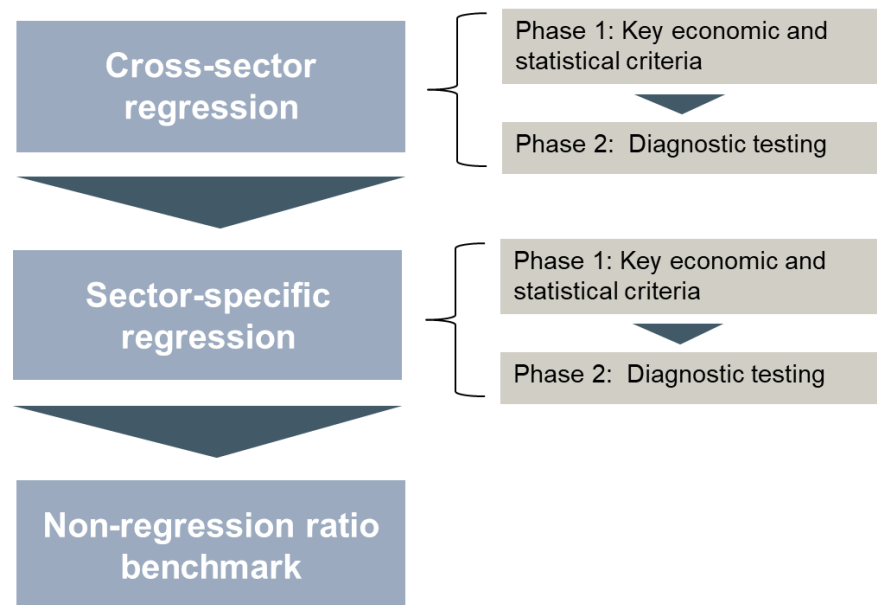 Cross-sector
regression
Phase 1: Key economic and
statistical criteria
Phase 2:  Diagnostic testing
Sector-specific
regression
Phase 1: Key economic and
statistical criteria
Phase 2:  Diagnostic testing
Non-regression ratio
benchmark